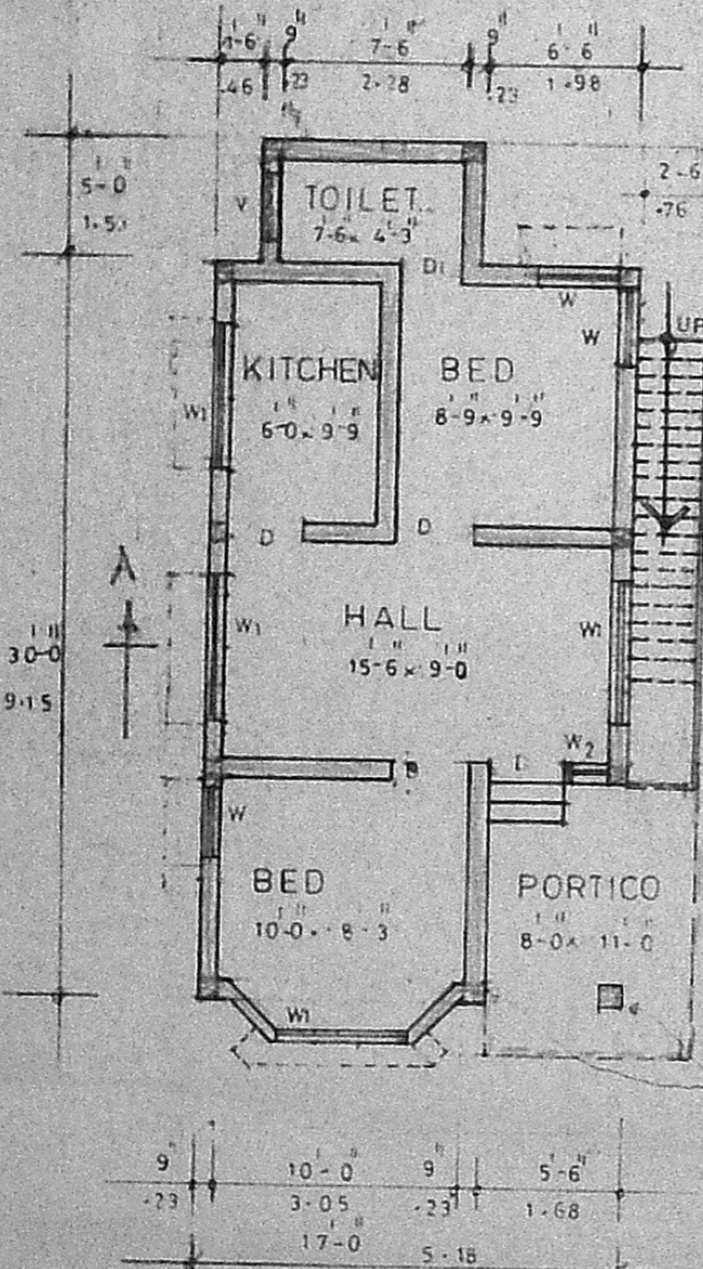 1'-6" 9" 7'-6" 9" 6'-6"
.46 .23 2.28 .23 1.98
5'-0"
1.5
2'-6
.76
TOILET
7'-6" x 4'-3"
V
D1
W
W
UP
KITCHEN
6'-0" x 9'-9"
BED
8'-9" x 9'-9"
W1
D
D
A
HALL
15'-6" x 9'-0"
W1
W1
30'-0"
9.15
W2
D
W
BED
10'-0" x 8'-3"
PORTICO
8'-0" x 11'-0"
W1
9" 10'-0" 9" 5'-6"
.23 3.05 .23 1.68
17'-0"
5.18